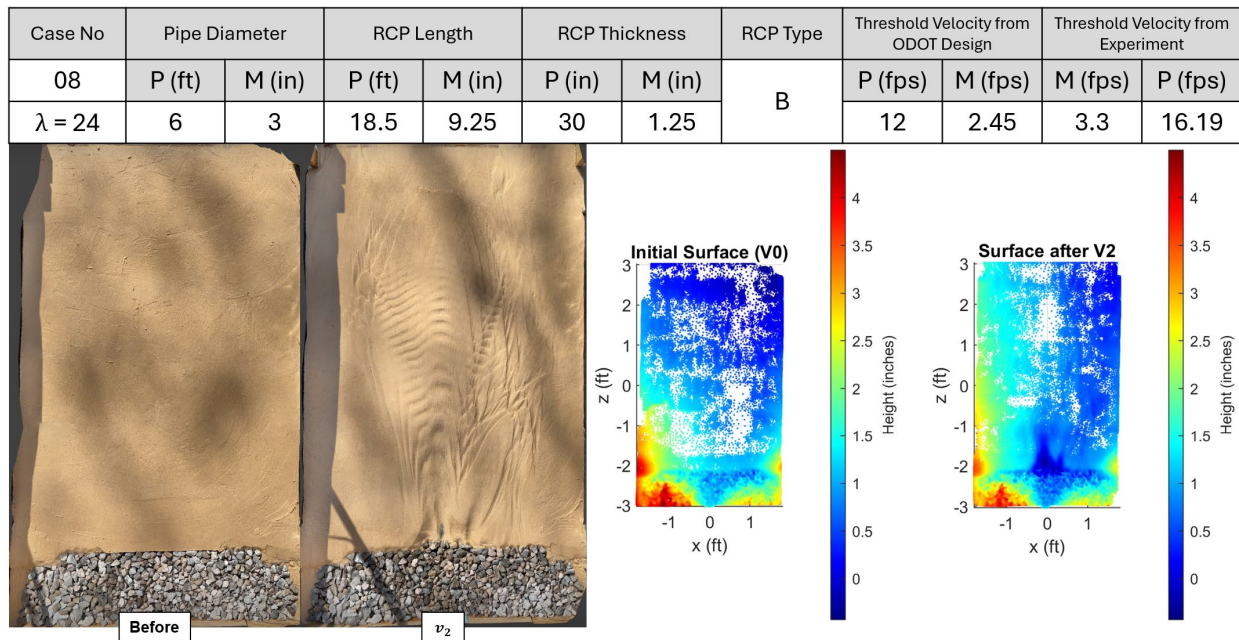 Case No Pipe Diameter RCP Length RCP Thickness RCP Type Threshold Velocity from ODOT Design Threshold Velocity from Experiment
08 P (ft) M (in) P (ft) M (in) P (in) M (in) B P (fps) M (fps) M (fps) P (fps)
λ = 24 6 3 18.5 9.25 30 1.25 12 2.45 3.3 16.19
Before
v₂
Initial Surface (V0)
3
2
1
0
-1
-2
-3
z (ft)
-1 0 1
x (ft)
4
3.5
3
2.5
2
1.5
1
0.5
0
Height (inches)
Surface after V2
3
2
1
0
-1
-2
-3
z (ft)
-1 0 1
x (ft)
4
3.5
3
2.5
2
1.5
1
0.5
0
Height (inches)